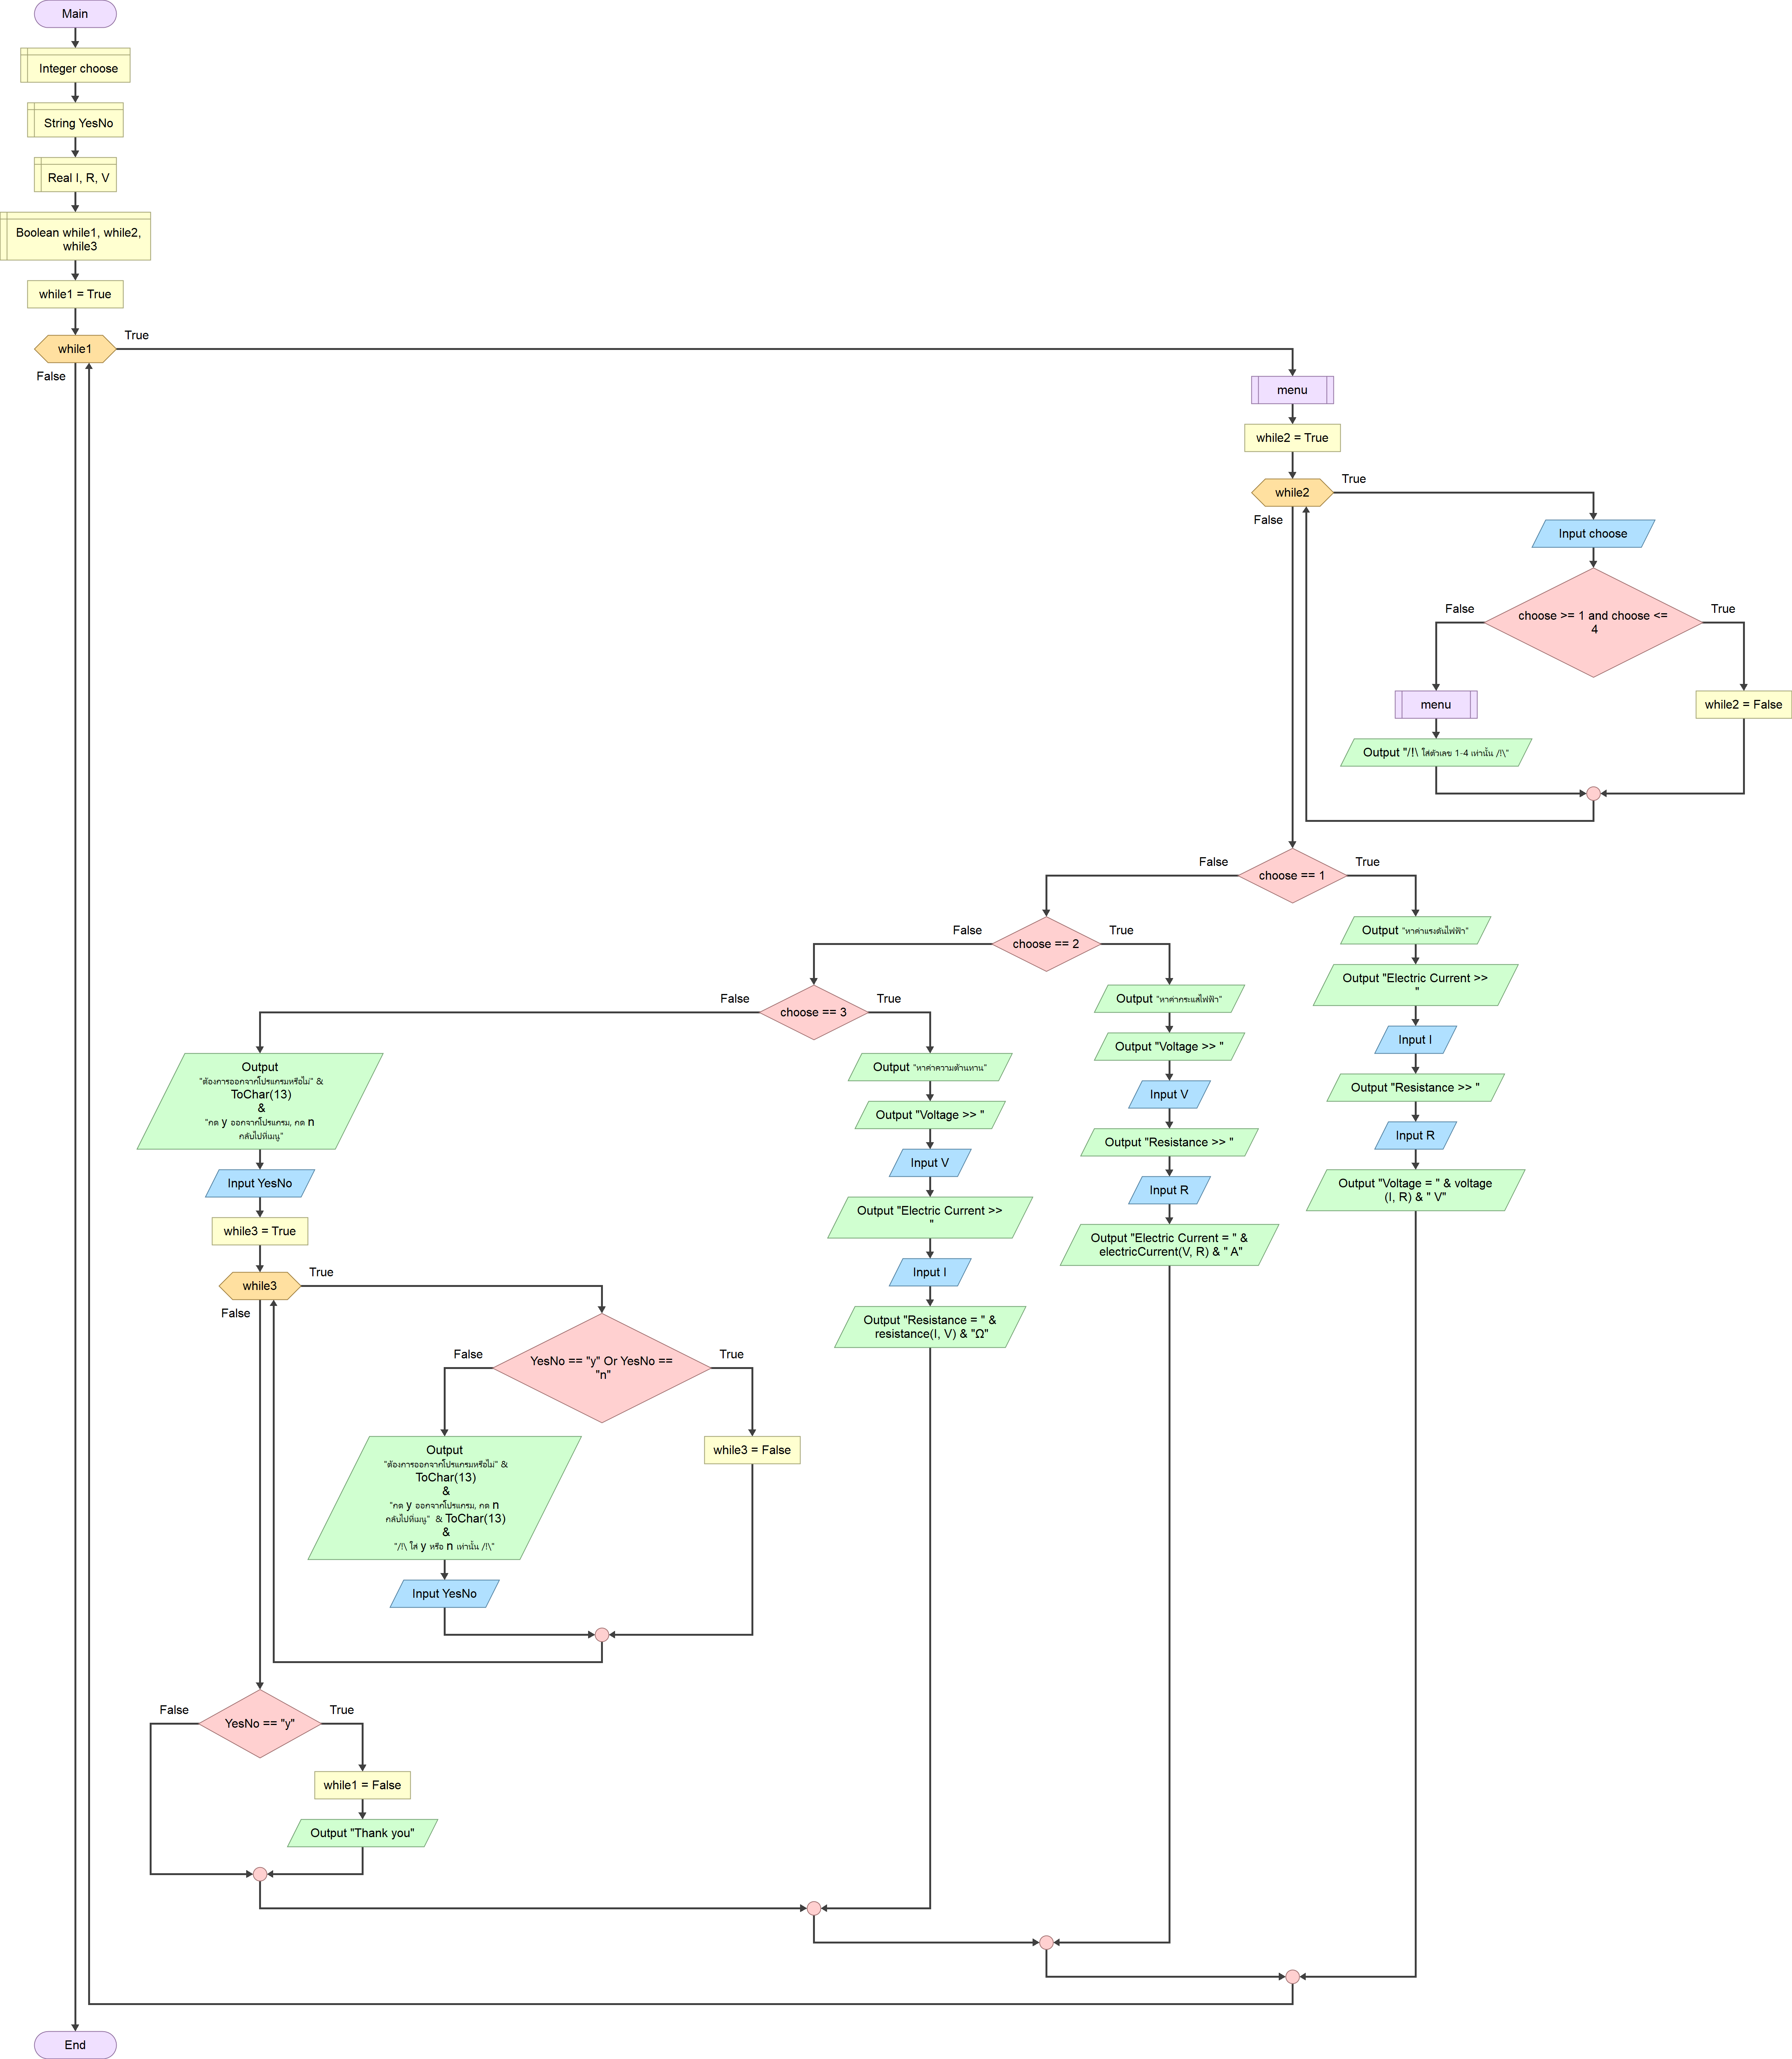 Main
Integer choose
String YesNo
Real I, R, V
Boolean while1, while2,
while3
while1 = True
while1
True
False
menu
while2 = True
while2
True
False
Input choose
choose >= 1 and choose <=
4
False
True
menu
Output "/!\ ใส่ตัวเลข 1-4 เท่านั้น /!\"
while2 = False
choose == 1
False
True
Output "หาค่าแรงดันไฟฟ้า"
Output "Electric Current >>
"
Input I
Output "Resistance >> "
Input R
Output "Voltage = " & voltage
(I, R) & " V"
choose == 2
False
True
Output "หาค่ากระแสไฟฟ้า"
Output "Voltage >> "
Input V
Output "Resistance >> "
Input R
Output "Electric Current = " &
electricCurrent(V, R) & " A"
choose == 3
False
True
Output "หาค่าความต้านทาน"
Output "Voltage >> "
Input V
Output "Electric Current >>
"
Input I
Output "Resistance = " &
resistance(I, V) & "Ω"
Output
"ต้องการออกจากโปรแกรมหรือไม่" &
ToChar(13)
&
"กด y ออกจากโปรแกรม, กด n
กลับไปที่เมนู"
Input YesNo
while3 = True
while3
True
False
YesNo == "y" Or YesNo ==
"n"
False
True
Output
"ต้องการออกจากโปรแกรมหรือไม่" &
ToChar(13)
&
"กด y ออกจากโปรแกรม, กด n
กลับไปที่เมนู" & ToChar(13)
&
"/!\ ใส่ y หรือ n เท่านั้น /!\"
Input YesNo
while3 = False
YesNo == "y"
False
True
while1 = False
Output "Thank you"
End